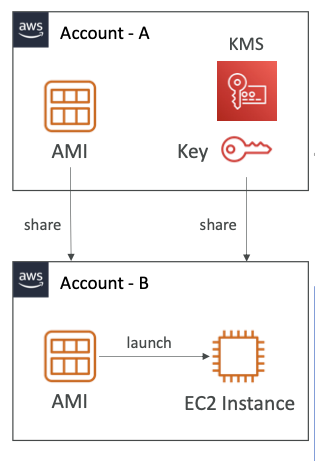 aws
Account - A
KMS
AMI
Key
share
share
aws
Account - B
launch
AMI
EC2 Instance